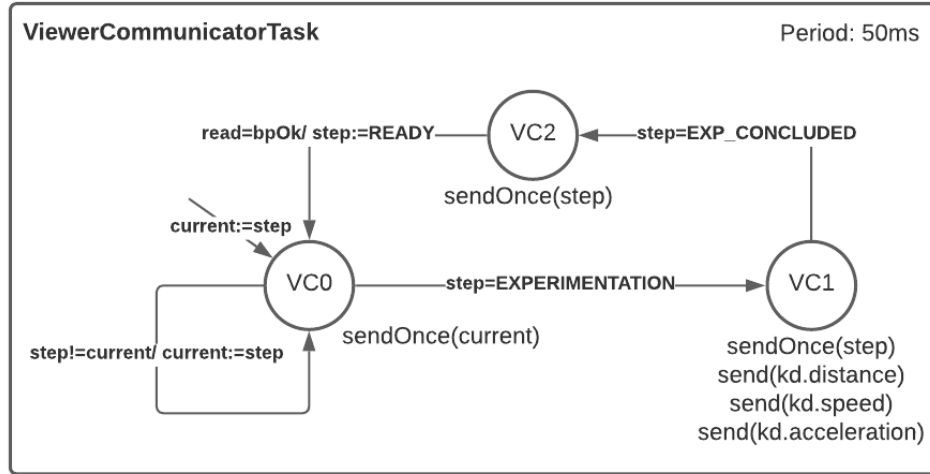 ViewerCommunicatorTask
Period: 50ms
read=bpOk/ step:=READY
VC2
step=EXP_CONCLUDED
sendOnce(step)
current:=step
VC0
step=EXPERIMENTATION
VC1
sendOnce(current)
step!=current/ current:=step
sendOnce(step)
send(kd.distance)
send(kd.speed)
send(kd.acceleration)